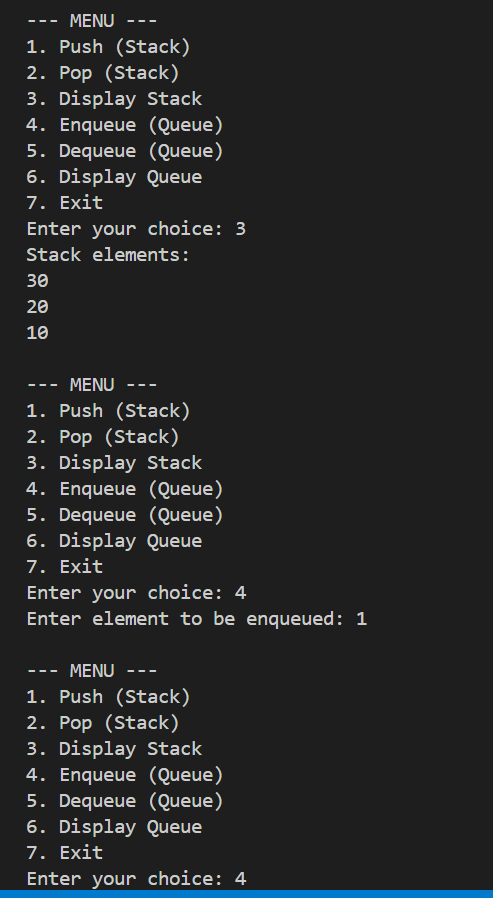 --- MENU ---
1. Push (Stack)
2. Pop (Stack)
3. Display Stack
4. Enqueue (Queue)
5. Dequeue (Queue)
6. Display Queue
7. Exit
Enter your choice: 3
Stack elements:
30
20
10
--- MENU ---
1. Push (Stack)
2. Pop (Stack)
3. Display Stack
4. Enqueue (Queue)
5. Dequeue (Queue)
6. Display Queue
7. Exit
Enter your choice: 4
Enter element to be enqueued: 1
--- MENU ---
1. Push (Stack)
2. Pop (Stack)
3. Display Stack
4. Enqueue (Queue)
5. Dequeue (Queue)
6. Display Queue
7. Exit
Enter your choice: 4